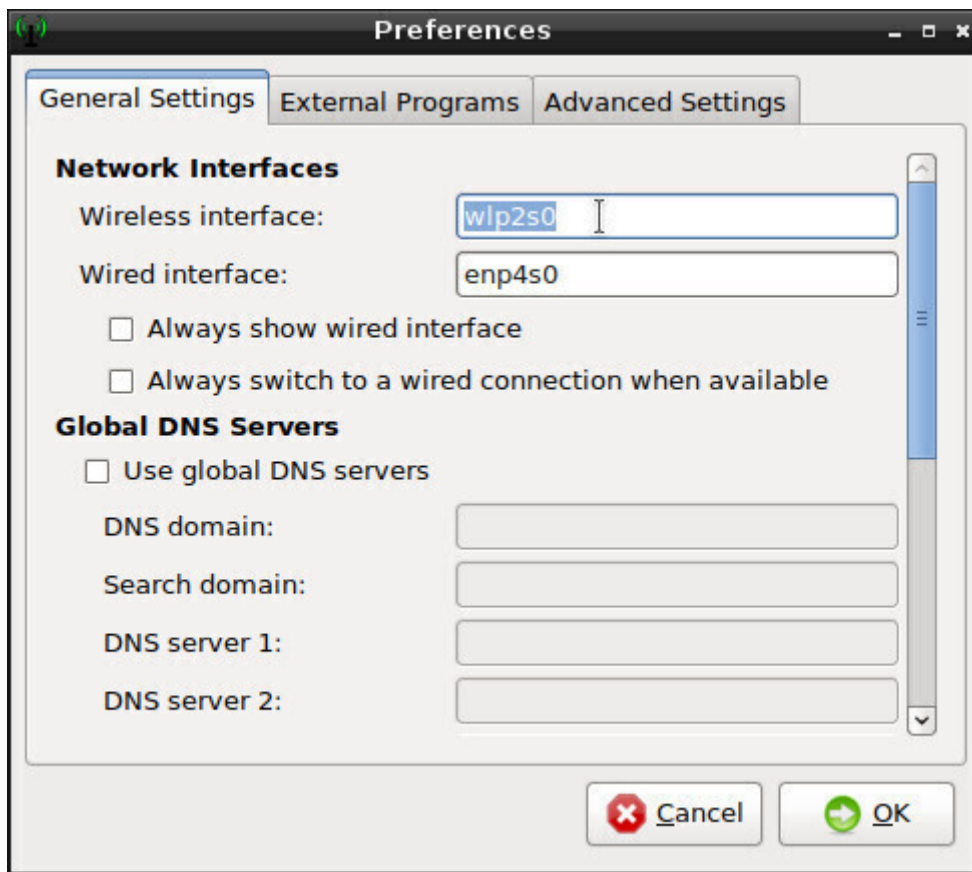 Preferences
General Settings External Programs Advanced Settings
Network Interfaces
Wireless interface: wlp2s0
Wired interface: enp4s0
Always show wired interface
Always switch to a wired connection when available
Global DNS Servers
Use global DNS servers
DNS domain:
Search domain:
DNS server 1:
DNS server 2:
Cancel OK